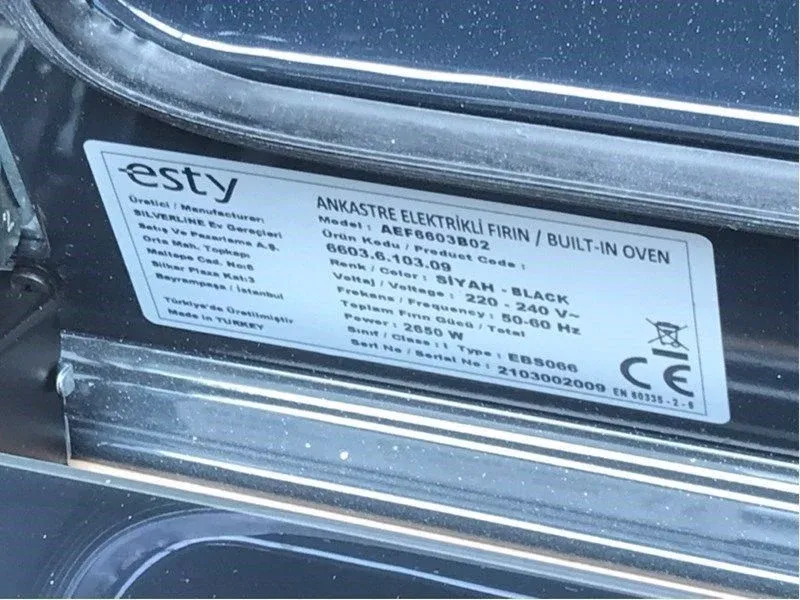 esty
Üretici / Manufacturer:
SILVERLINE Ev Gereçleri
Satış Ve Pazarlama A.Ş.
Orta Mah. Topkapı
Maltepe Cad. No:6
Silkar Plaza Kat:3
Bayrampaşa / İstanbul
Türkiye'de Üretilmiştir
Made in TURKEY
ANKASTRE ELEKTRİKLİ FIRIN / BUILT-IN OVEN
Model : AEF6603B02
Ürün Kodu / Product Code :
6603.6.103.09
Renk / Color : SİYAH - BLACK
Voltaj / Voltage : 220 - 240 V~
Frekans / Frequency : 50-60 Hz
Toplam Fırın Gücü / Total
Power : 2650 W
Sınıf / Class : I Type : EBS066
Seri No / Serial No : 2103002009
CE
EN 60335 - 2 - 6
2